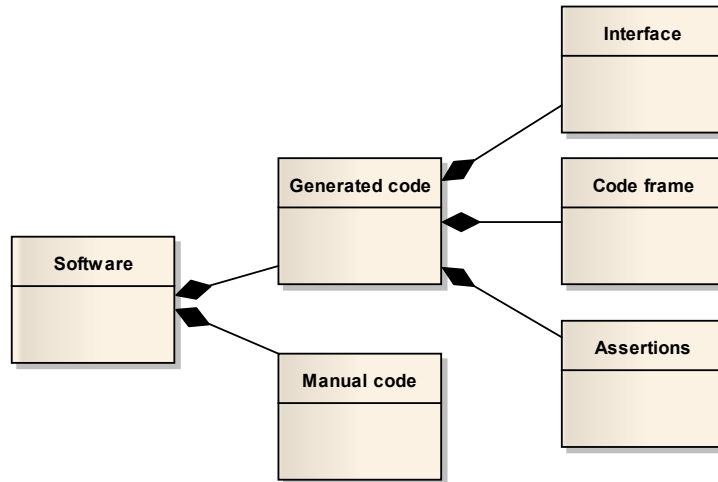 Interface
Generated code
Code frame
Software
Assertions
Manual code